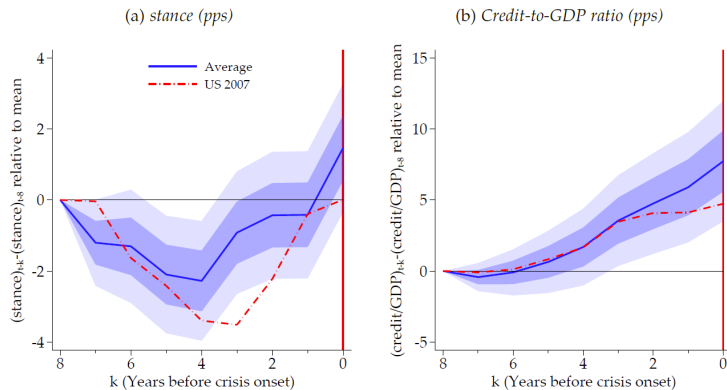 (a) stance (pps)
(stance)t-k-(stance)t-8 relative to mean
4
2
0
-2
-4
Average
US 2007
8
6
4
2
0
k (Years before crisis onset)
(b) Credit-to-GDP ratio (pps)
(credit/GDP)t-k-(credit/GDP)t-8 relative to mean
15
10
5
0
-5
8
6
4
2
0
k (Years before crisis onset)